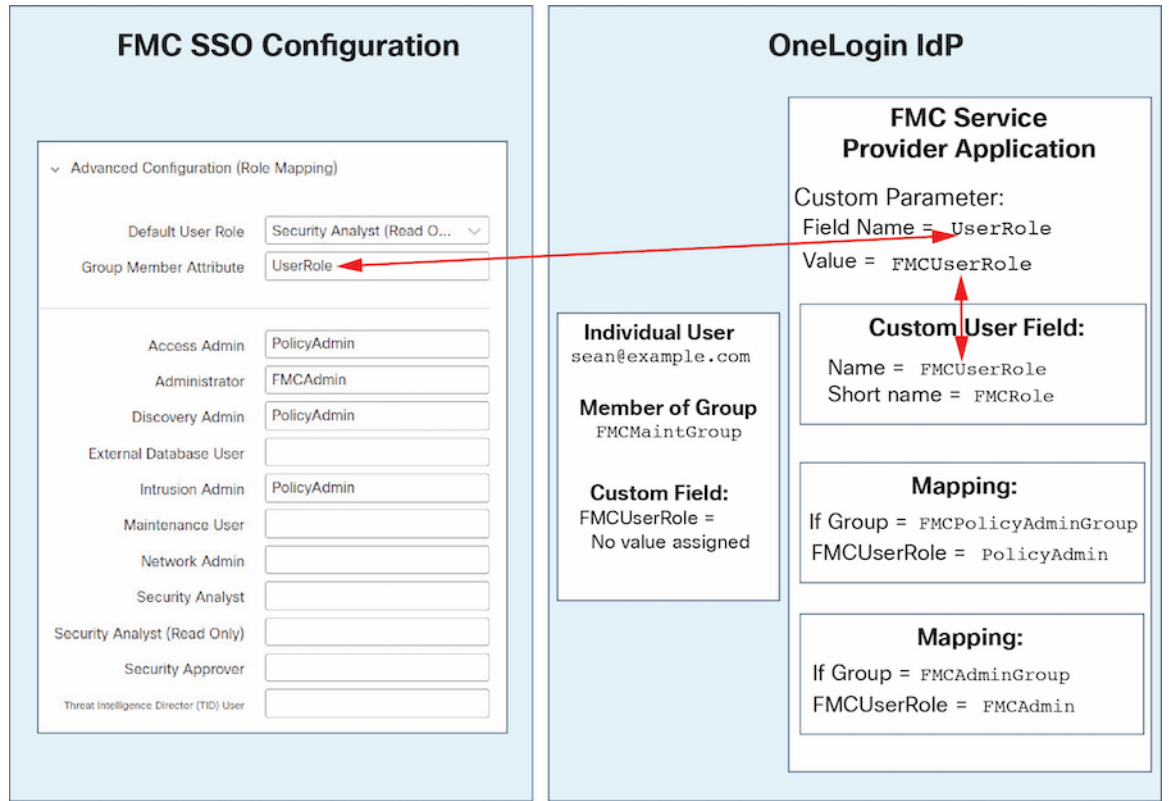 FMC SSO Configuration
Advanced Configuration (Role Mapping)
Default User Role Security Analyst (Read O...
Group Member Attribute UserRole
Access Admin PolicyAdmin
Administrator FMCAdmin
Discovery Admin PolicyAdmin
External Database User
Intrusion Admin PolicyAdmin
Maintenance User
Network Admin
Security Analyst
Security Analyst (Read Only)
Security Approver
Threat Intelligence Director (TID) User
OneLogin IdP
Individual User
sean@example.com
Member of Group
FMCMaintGroup
Custom Field:
FMCUserRole =
No value assigned
FMC Service
Provider Application
Custom Parameter:
Field Name = UserRole
Value = FMCUserRole
Custom User Field:
Name = FMCUserRole
Short name = FMCRole
Mapping:
If Group = FMCPolicyAdminGroup
FMCUserRole = PolicyAdmin
Mapping:
If Group = FMCAdminGroup
FMCUserRole = FMCAdmin